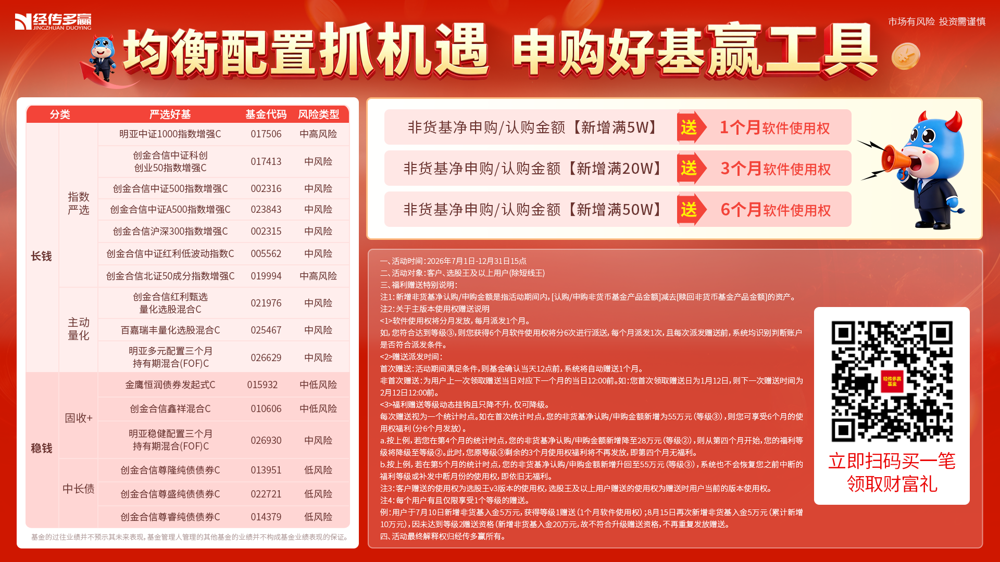 经传多赢
JINGZHUAN DUOYING
市场有风险 投资需谨慎
均衡配置抓机遇 申购好基赢工具
分类 严选好基 基金代码 风险类型
长钱
指数
严选
明亚中证1000指数增强C 017506 中高风险
创金合信中证科创
创业50指数增强C 017413 中风险
创金合信中证500指数增强C 002316 中风险
创金合信中证A500指数增强C 023843 中风险
创金合信沪深300指数增强C 002315 中风险
创金合信中证红利低波动指数C 005562 中风险
创金合信北证50成分指数增强C 019994 中高风险
主动
量化
创金合信红利甄选
量化选股混合C 021976 中风险
百嘉瑞丰量化选股混合C 025467 中风险
明亚多元配置三个月
持有期混合(FOF)C 026629 中风险
稳钱
固收+
金鹰恒润债券发起式C 015932 中低风险
创金合信鑫祥混合C 010606 中低风险
明亚稳健配置三个月
持有期混合(FOF)C 026930 中风险
中长债
创金合信尊隆纯债债券C 013951 低风险
创金合信尊盛纯债债券C 022721 低风险
创金合信尊睿纯债债券C 014379 低风险
基金的过往业绩并不预示其未来表现，基金管理人管理的其他基金的业绩并不构成基金业绩表现的保证。
非货基净申购/认购金额【新增满5W】 送 1个月软件使用权
非货基净申购/认购金额【新增满20W】 送 3个月软件使用权
非货基净申购/认购金额【新增满50W】 送 6个月软件使用权
一、活动时间：2026年7月1日-12月31日15点
二、活动对象：客户、选股王及以上用户(除短线王)
三、福利赠送特别说明：
注1：新增非货基净认购/申购金额是指活动期间内，[认购/申购非货币基金产品金额]减去[赎回非货币基金产品金额]的资产。
注2：关于主版本使用权赠送说明
<1>软件使用权将分月发放，每月派发1个月。
如，您符合达到等级③，则您获得6个月软件使用权将分6次进行派送，每个月派发1次，且每次派发赠送前，系统均识别判断账户
是否符合派发条件。
<2>赠送派发时间：
首次赠送：活动期间满足条件，则基金确认当天12点前，系统将自动赠送1个月。
非首次赠送：为用户上一次领取赠送当日对应下一个月的当日12:00前。如：您首次领取赠送日为1月12日，则下一次赠送时间为
2月12日12:00前。
<3>福利赠送等级动态挂钩且只降不升，仅可降级。
每次赠送视为一个统计时点。如在首次统计时点，您的非货基净认购/申购金额新增为55万元（等级③），则您可享受6个月的使
用权福利（分6个月发放）。
a.按上例，若您在第4个月的统计时点，您的非货基净认购/申购金额新增降至28万元（等级②），则从第四个月开始，您的福利等
级将降级至等级②。此时，您原等级③剩余的3个月使用权福利将不再发放，即第四个月无福利。
b.按上例，若在第5个月的统计时点，您的非货基净认购/申购金额新增升回至55万元（等级③），系统也不会恢复您之前中断的
福利等级或补发中断月份的使用权，即依旧无福利。
注3：客户赠送的使用权为选股王v3版本的使用权，选股王及以上用户赠送的使用权为赠送时用户当前的版本使用权。
注4：每个用户有且仅限享受1个等级的赠送。
例：用户于7月10日新增非货基入金5万元，获得等级1赠送（1个月软件使用权）；8月15日再次新增非货基入金5万元（累计新增
10万元），因未达到等级2赠送资格（新增非货基入金20万元，故不符合升级赠送资格，不再重复发放赠送。
四、活动最终解释权归经传多赢所有。
经传多赢
基金
立即扫码买一笔
领取财富礼